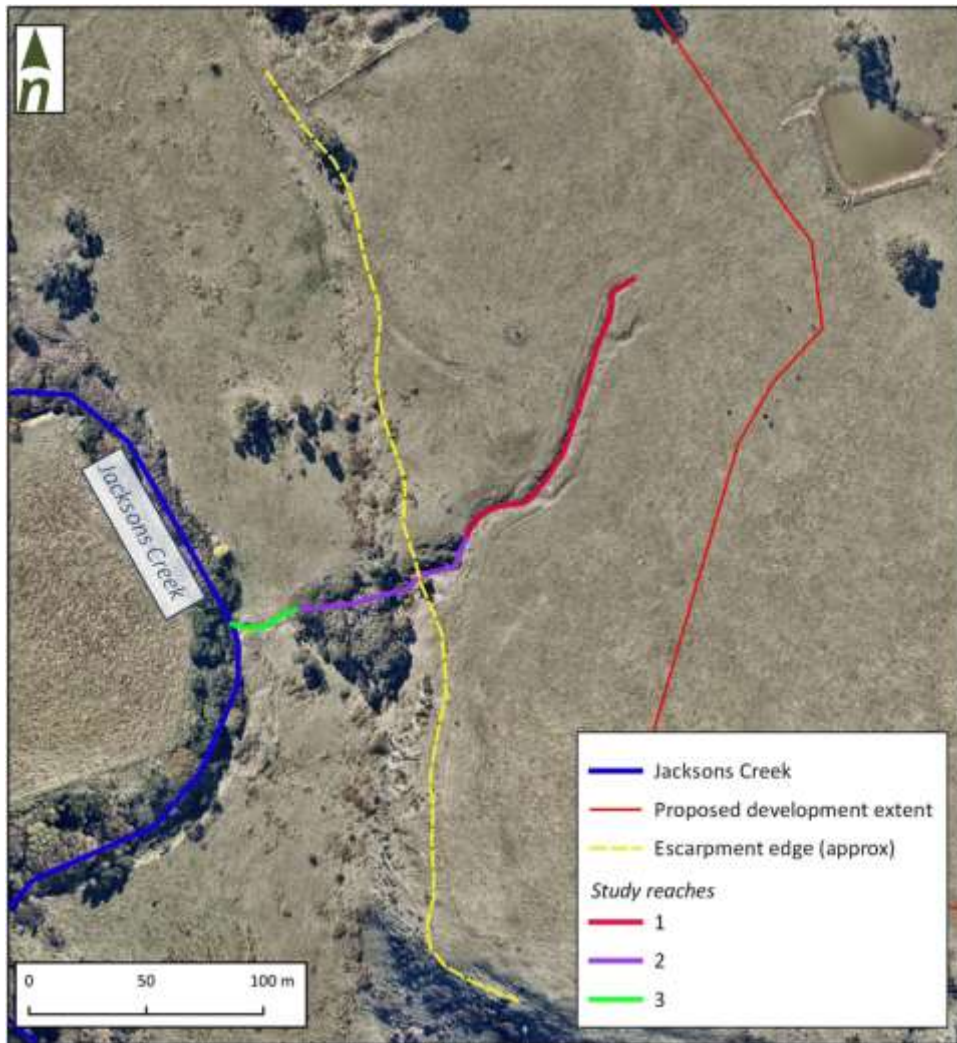 n
Jacksons Creek
Jacksons Creek
Proposed development extent
Escarpment edge (approx)
Study reaches
1
2
3
0 50 100 m